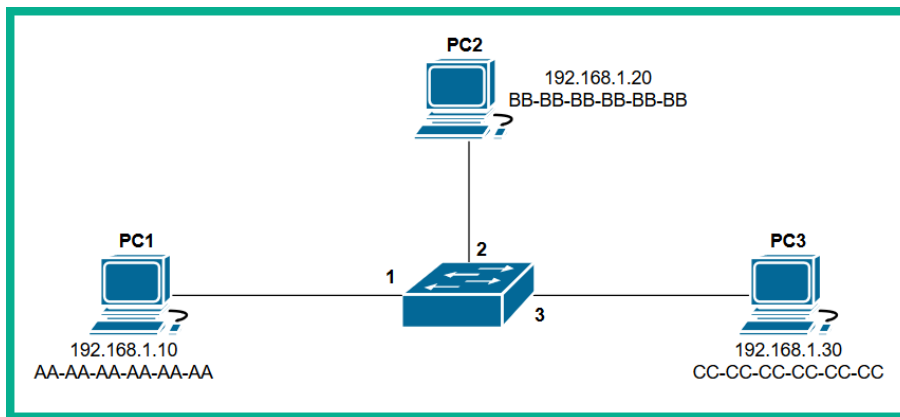 PC2
192.168.1.20
BB-BB-BB-BB-BB-BB
PC1
2
PC3
1
3
192.168.1.10
AA-AA-AA-AA-AA-AA
192.168.1.30
CC-CC-CC-CC-CC-CC